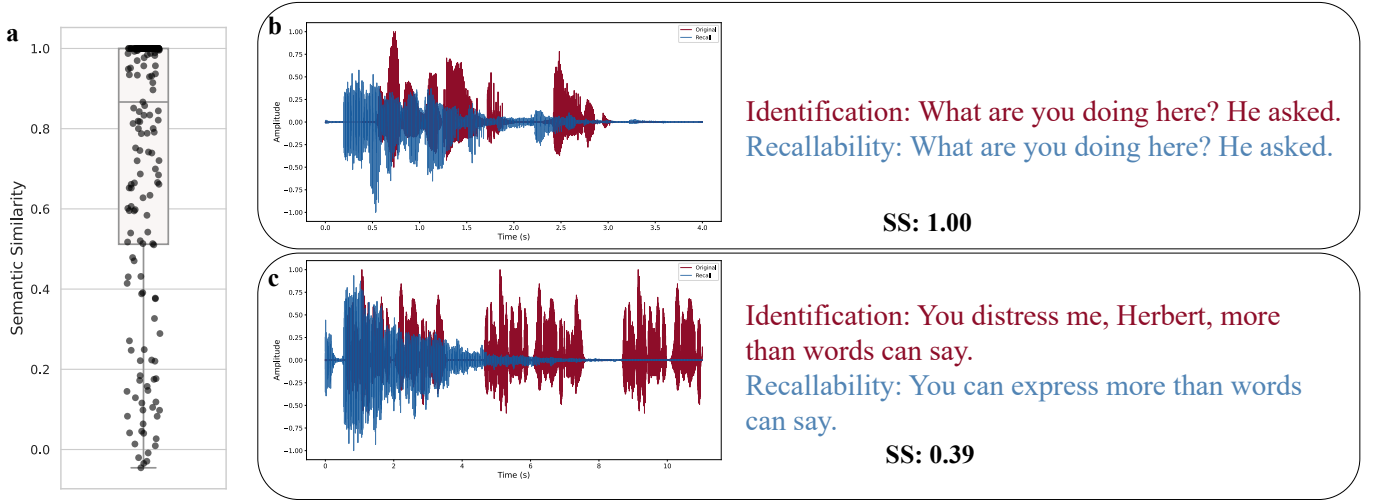 a
Semantic Similarity
1.0
0.8
0.6
0.4
0.2
0.0
b
Original
Recall
Amplitude
1.00
0.75
0.50
0.25
0.00
−0.25
−0.50
−0.75
−1.00
0.0 0.5 1.0 1.5 2.0 2.5 3.0 3.5 4.0
Time (s)
Identification: What are you doing here? He asked.
Recallability: What are you doing here? He asked.
SS: 1.00
c
Original
Recall
Amplitude
1.00
0.75
0.50
0.25
0.00
−0.25
−0.50
−0.75
−1.00
0 2 4 6 8 10
Time (s)
Identification: You distress me, Herbert, more
than words can say.
Recallability: You can express more than words
can say.
SS: 0.39